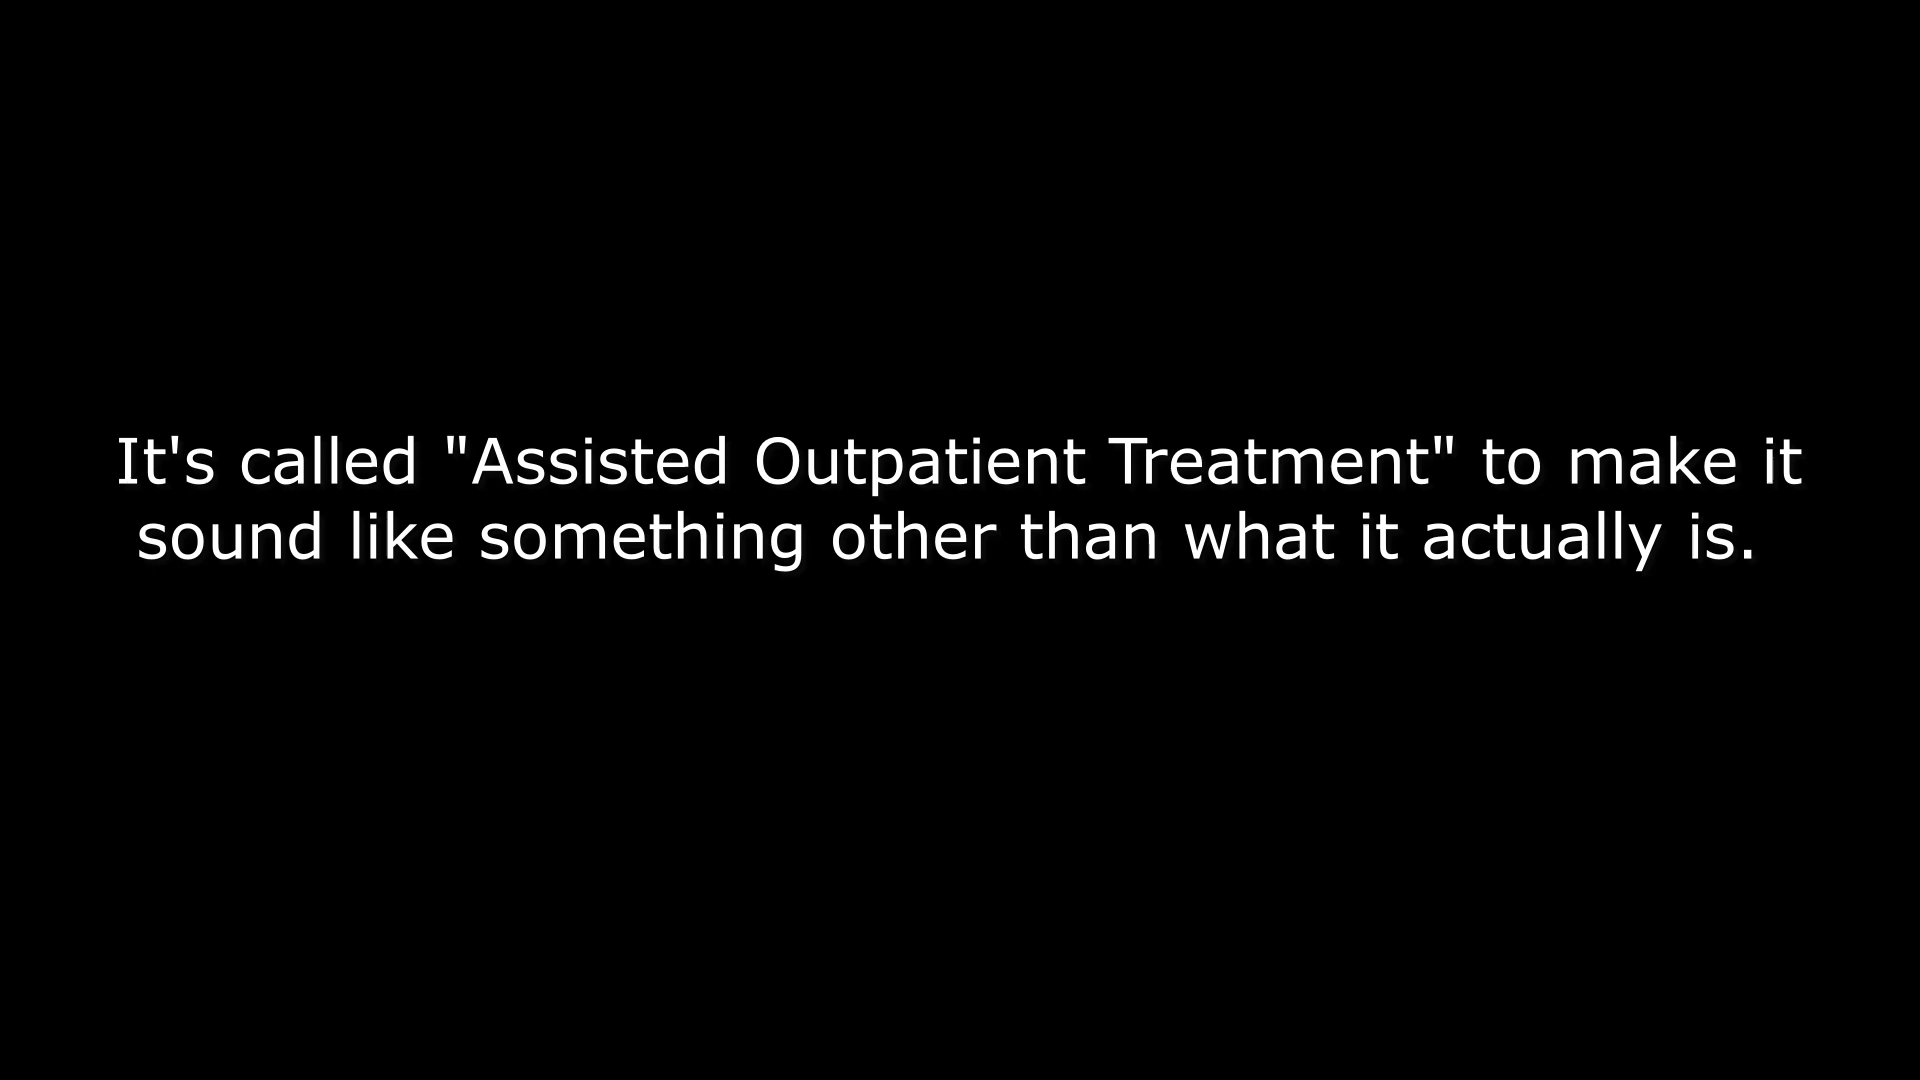 It's called "Assisted Outpatient Treatment" to make it
sound like something other than what it actually is.